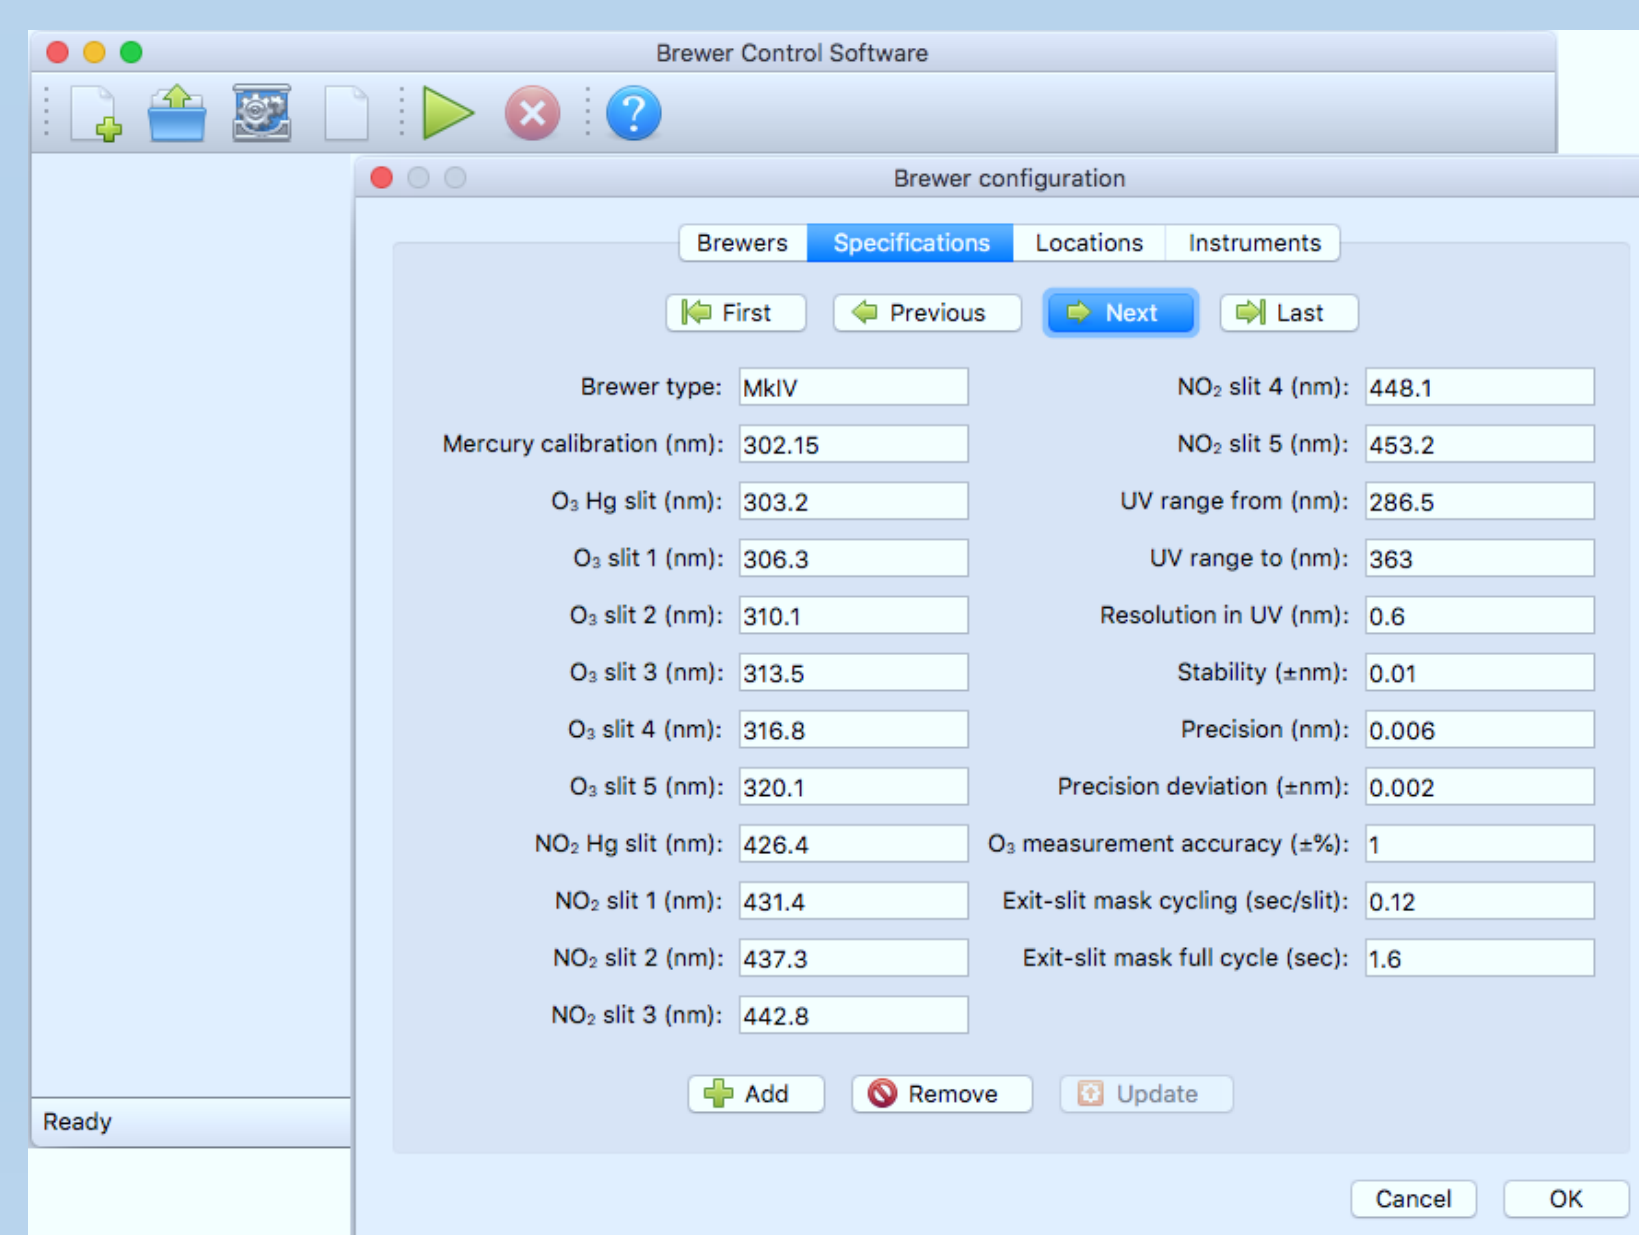 Brewer Control Software
Brewer configuration
Brewers Specifications Locations Instruments
First Previous Next Last
Brewer type: MkIV
Mercury calibration (nm): 302.15
O₃ Hg slit (nm): 303.2
O₃ slit 1 (nm): 306.3
O₃ slit 2 (nm): 310.1
O₃ slit 3 (nm): 313.5
O₃ slit 4 (nm): 316.8
O₃ slit 5 (nm): 320.1
NO₂ Hg slit (nm): 426.4
NO₂ slit 1 (nm): 431.4
NO₂ slit 2 (nm): 437.3
NO₂ slit 3 (nm): 442.8
NO₂ slit 4 (nm): 448.1
NO₂ slit 5 (nm): 453.2
UV range from (nm): 286.5
UV range to (nm): 363
Resolution in UV (nm): 0.6
Stability (±nm): 0.01
Precision (nm): 0.006
Precision deviation (±nm): 0.002
O₃ measurement accuracy (±%): 1
Exit-slit mask cycling (sec/slit): 0.12
Exit-slit mask full cycle (sec): 1.6
Add Remove Update
Ready
Cancel OK